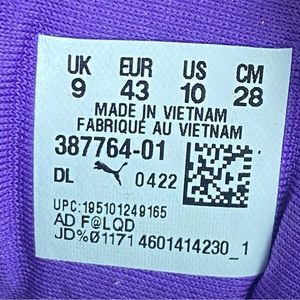 UK EUR US CM
9 43 10 28
MADE IN VIETNAM
FABRIQUÉ AU VIETNAM
387764-01
DL 0422
UPC:195101249165
AD F@LQD
JD%Ø1171 4601414230_1